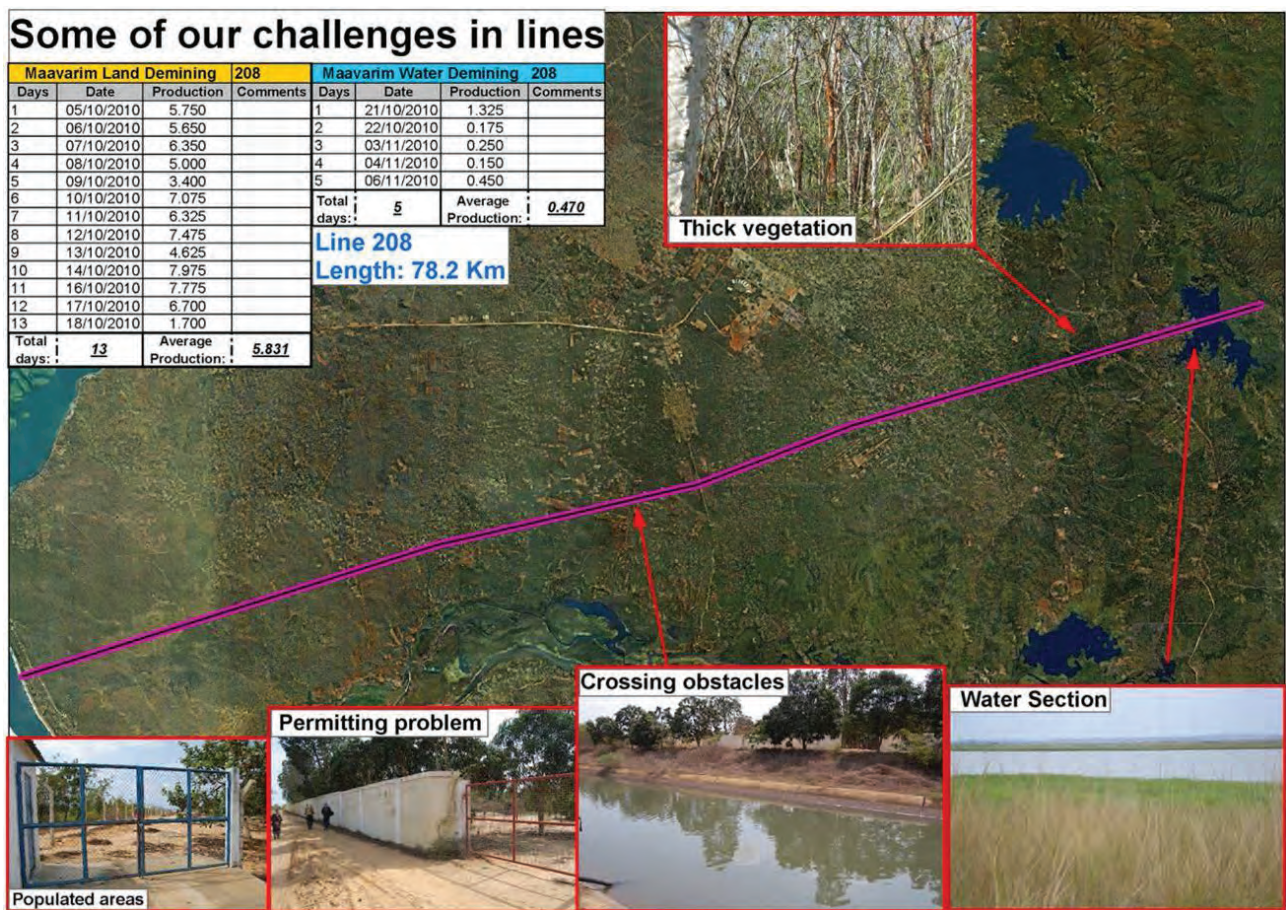 Some of our challenges in lines
Maavarim Land Demining 208
Days Date Production Comments
1 05/10/2010 5.750
2 06/10/2010 5.650
3 07/10/2010 6.350
4 08/10/2010 5.000
5 09/10/2010 3.400
6 10/10/2010 7.075
7 11/10/2010 6.325
8 12/10/2010 7.475
9 13/10/2010 4.625
10 14/10/2010 7.975
11 16/10/2010 7.775
12 17/10/2010 6.700
13 18/10/2010 1.700
Total days: 13 Average Production: 5.831
Maavarim Water Demining 208
Days Date Production Comments
1 21/10/2010 1.325
2 22/10/2010 0.175
3 03/11/2010 0.250
4 04/11/2010 0.150
5 06/11/2010 0.450
Total days: 5 Average Production: 0.470
Line 208
Length: 78.2 Km
Thick vegetation
Crossing obstacles
Water Section
Permitting problem
Populated areas